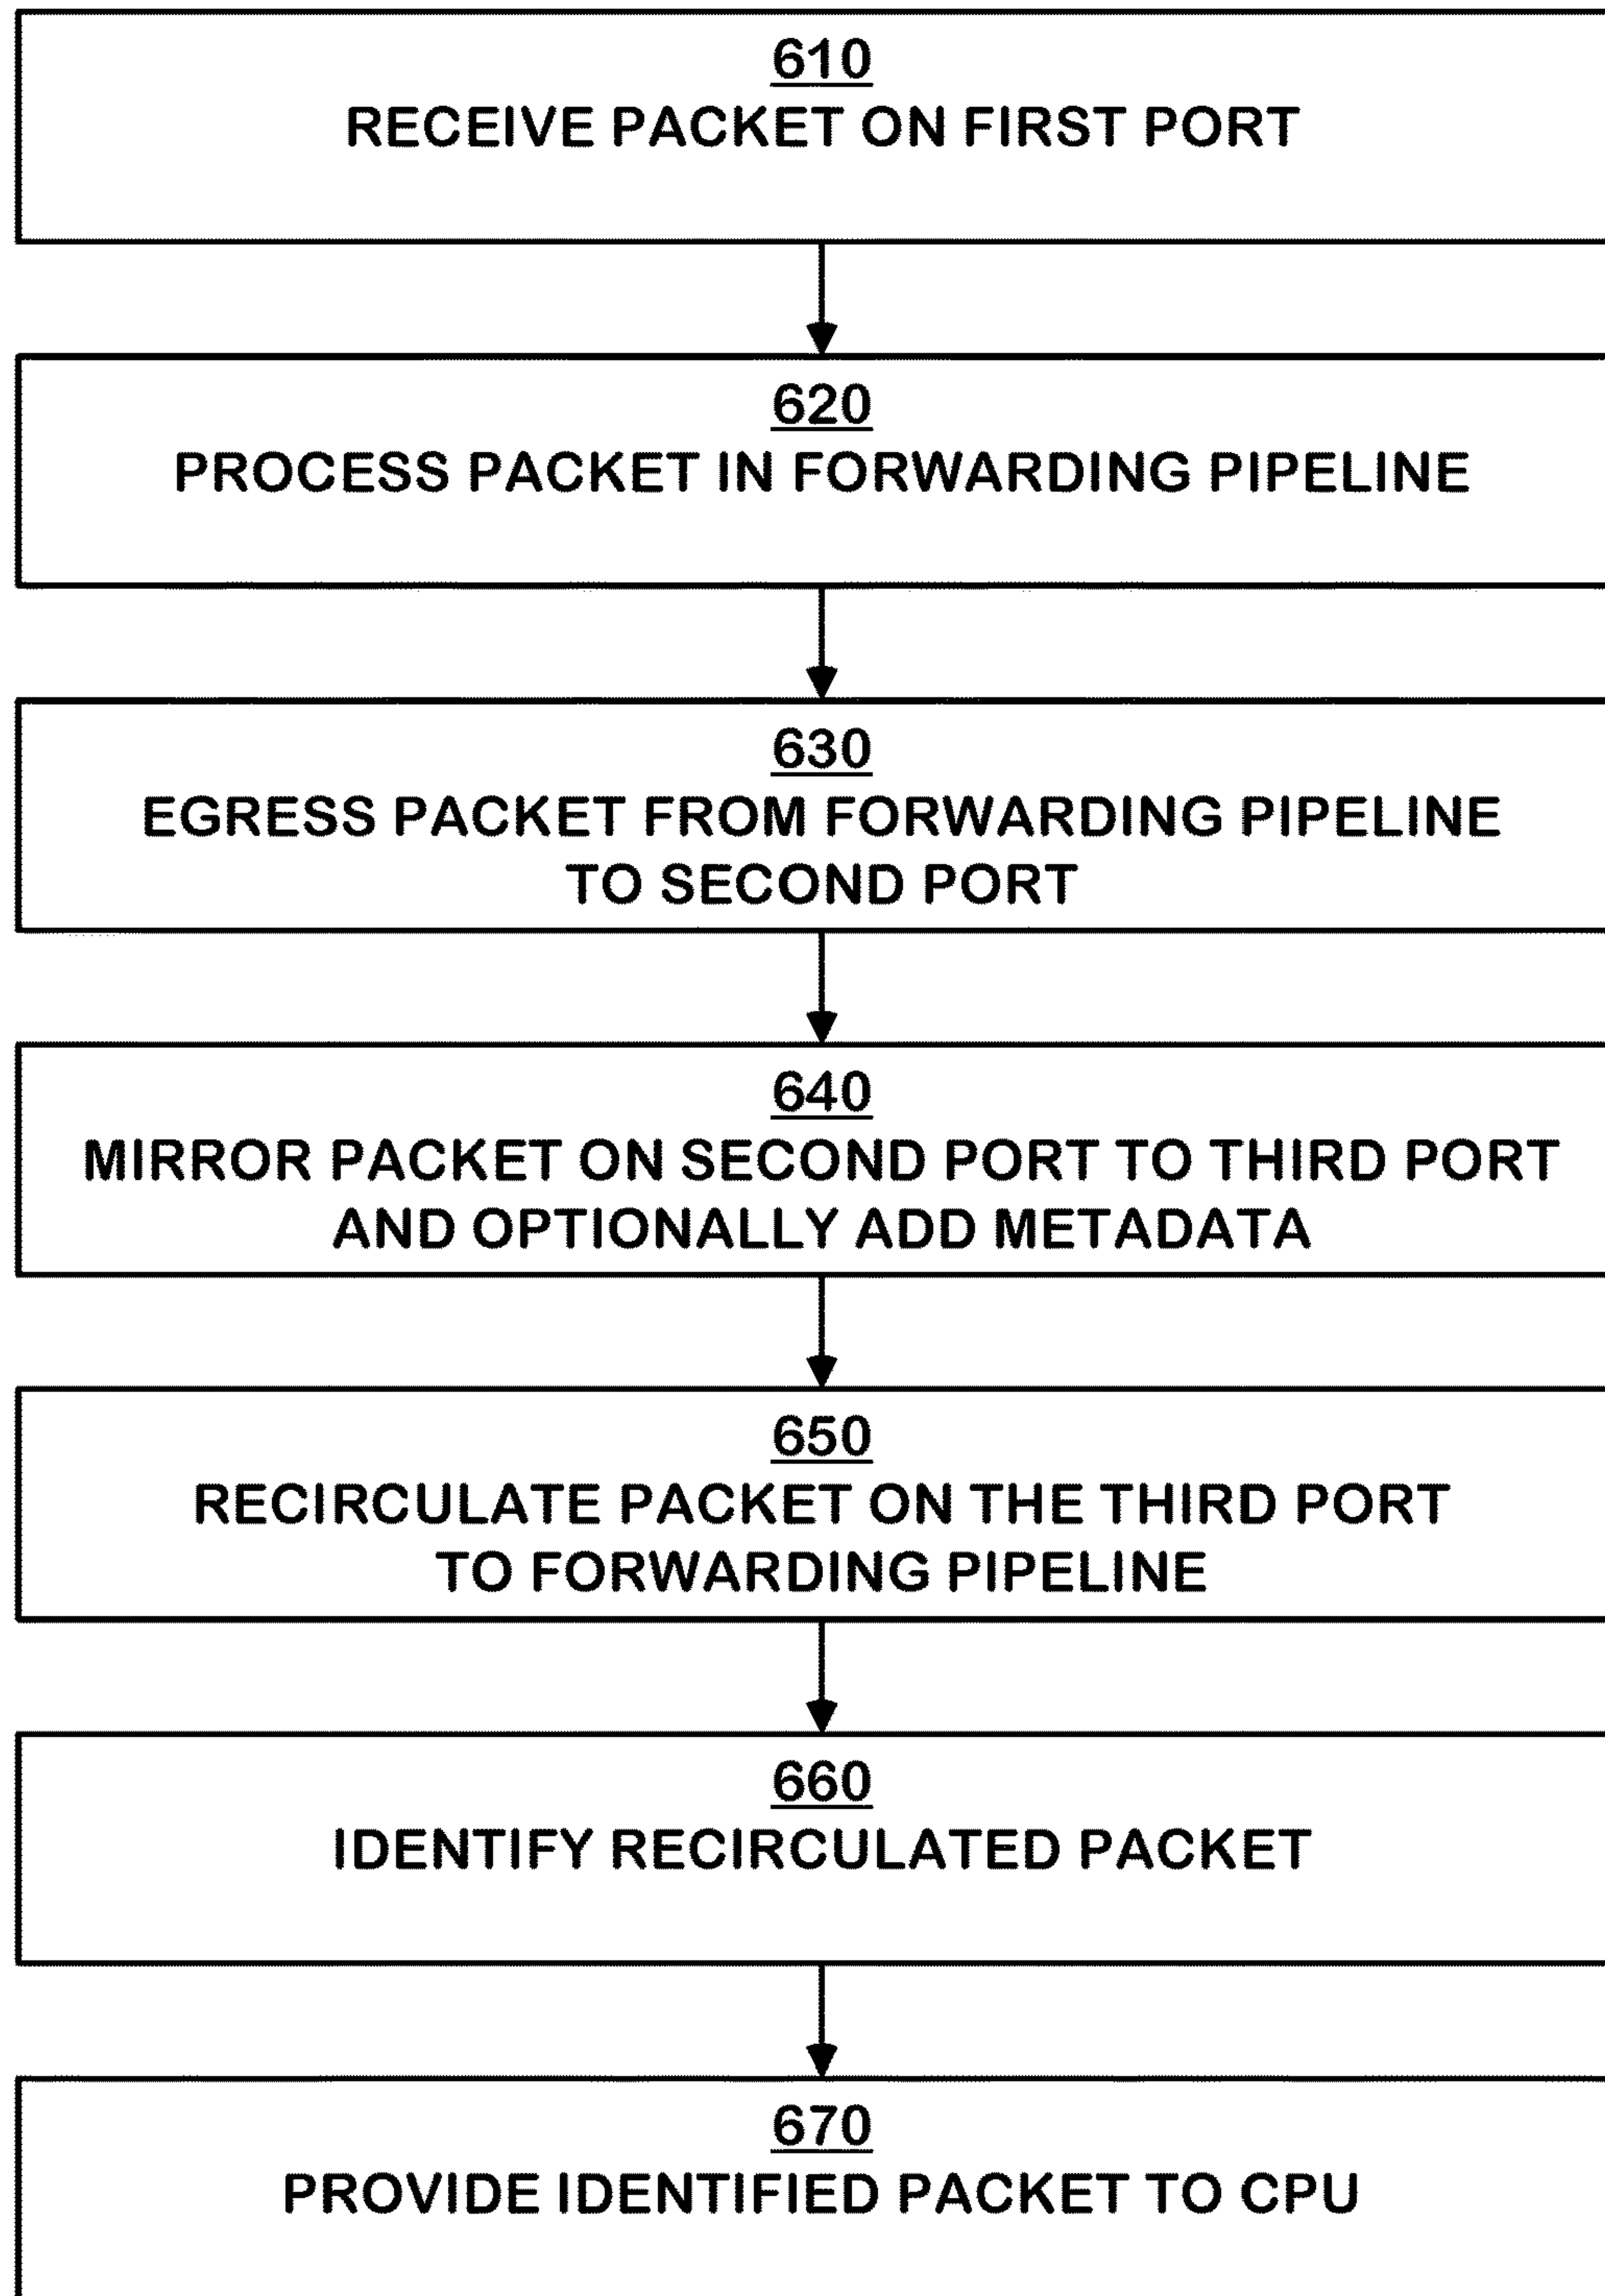 610
RECEIVE PACKET ON FIRST PORT
620
PROCESS PACKET IN FORWARDING PIPELINE
630
EGRESS PACKET FROM FORWARDING PIPELINE
TO SECOND PORT
640
MIRROR PACKET ON SECOND PORT TO THIRD PORT
AND OPTIONALLY ADD METADATA
650
RECIRCULATE PACKET ON THE THIRD PORT
TO FORWARDING PIPELINE
660
IDENTIFY RECIRCULATED PACKET
670
PROVIDE IDENTIFIED PACKET TO CPU